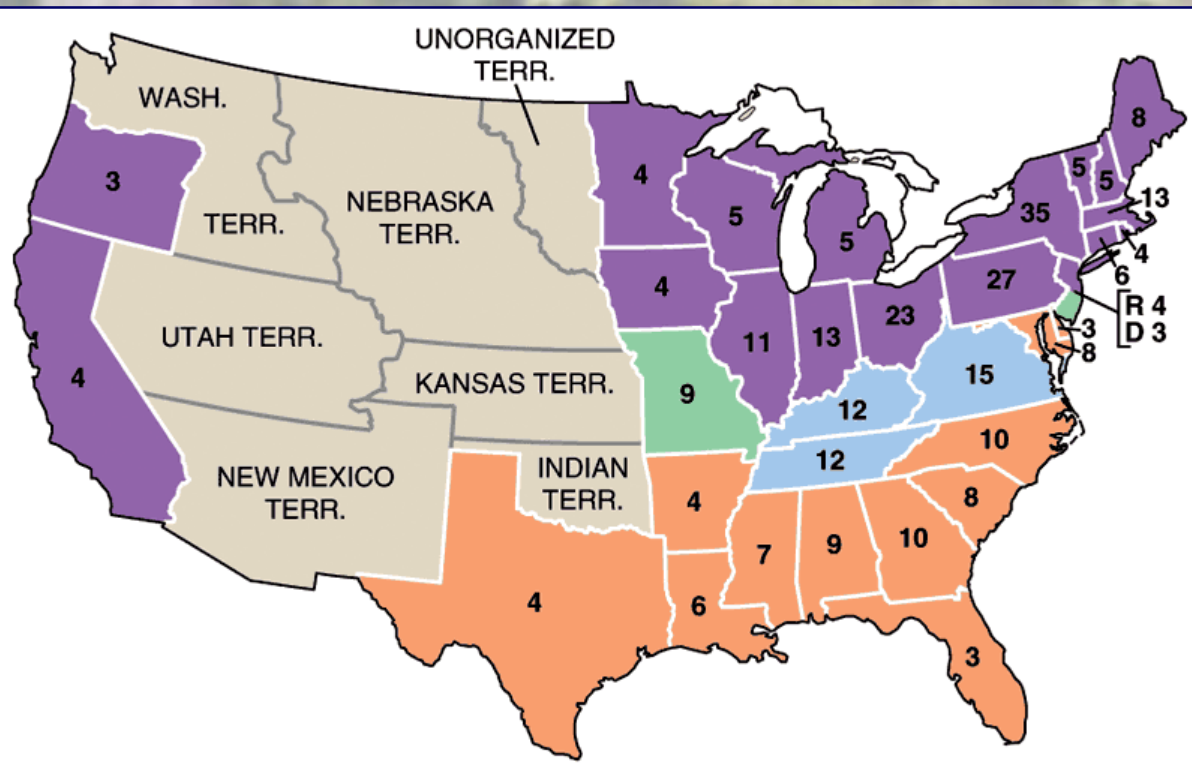 UNORGANIZED
TERR.
WASH.
8
3
4
5
5
NEBRASKA
TERR.
13
TERR.
5
35
5
4
6
4
27
R 4
D 3
UTAH TERR.
11
13
23
3
8
4
KANSAS TERR.
9
12
15
10
NEW MEXICO
TERR.
INDIAN
TERR.
12
4
8
7
9
10
4
6
3